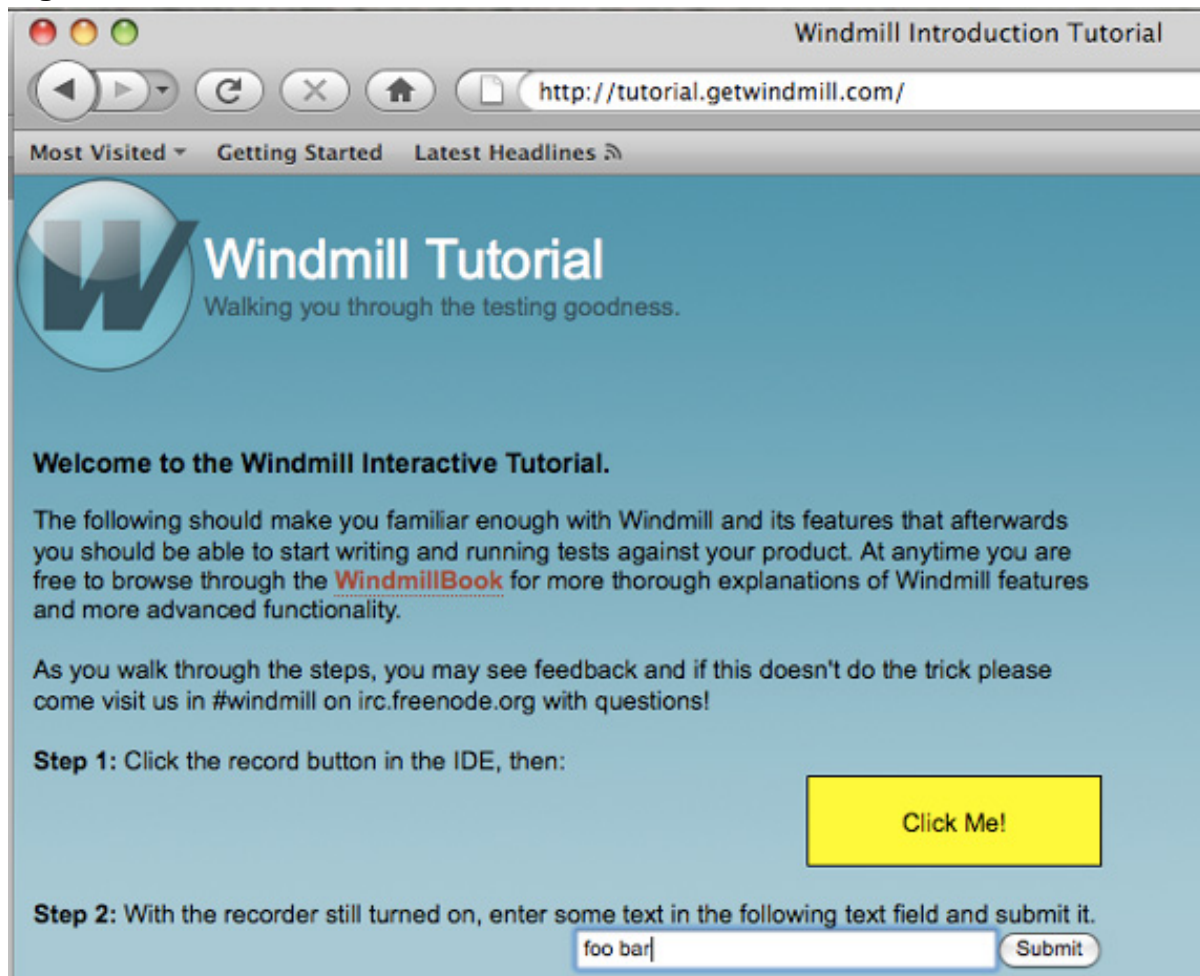 Windmill Introduction Tutorial
http://tutorial.getwindmill.com/
Most Visited Getting Started Latest Headlines
W
Windmill Tutorial
Walking you through the testing goodness.
Welcome to the Windmill Interactive Tutorial.
The following should make you familiar enough with Windmill and its features that afterwards
you should be able to start writing and running tests against your product. At anytime you are
free to browse through the WindmillBook for more thorough explanations of Windmill features
and more advanced functionality.
As you walk through the steps, you may see feedback and if this doesn't do the trick please
come visit us in #windmill on irc.freenode.org with questions!
Step 1: Click the record button in the IDE, then:
Click Me!
Step 2: With the recorder still turned on, enter some text in the following text field and submit it.
foo bar Submit